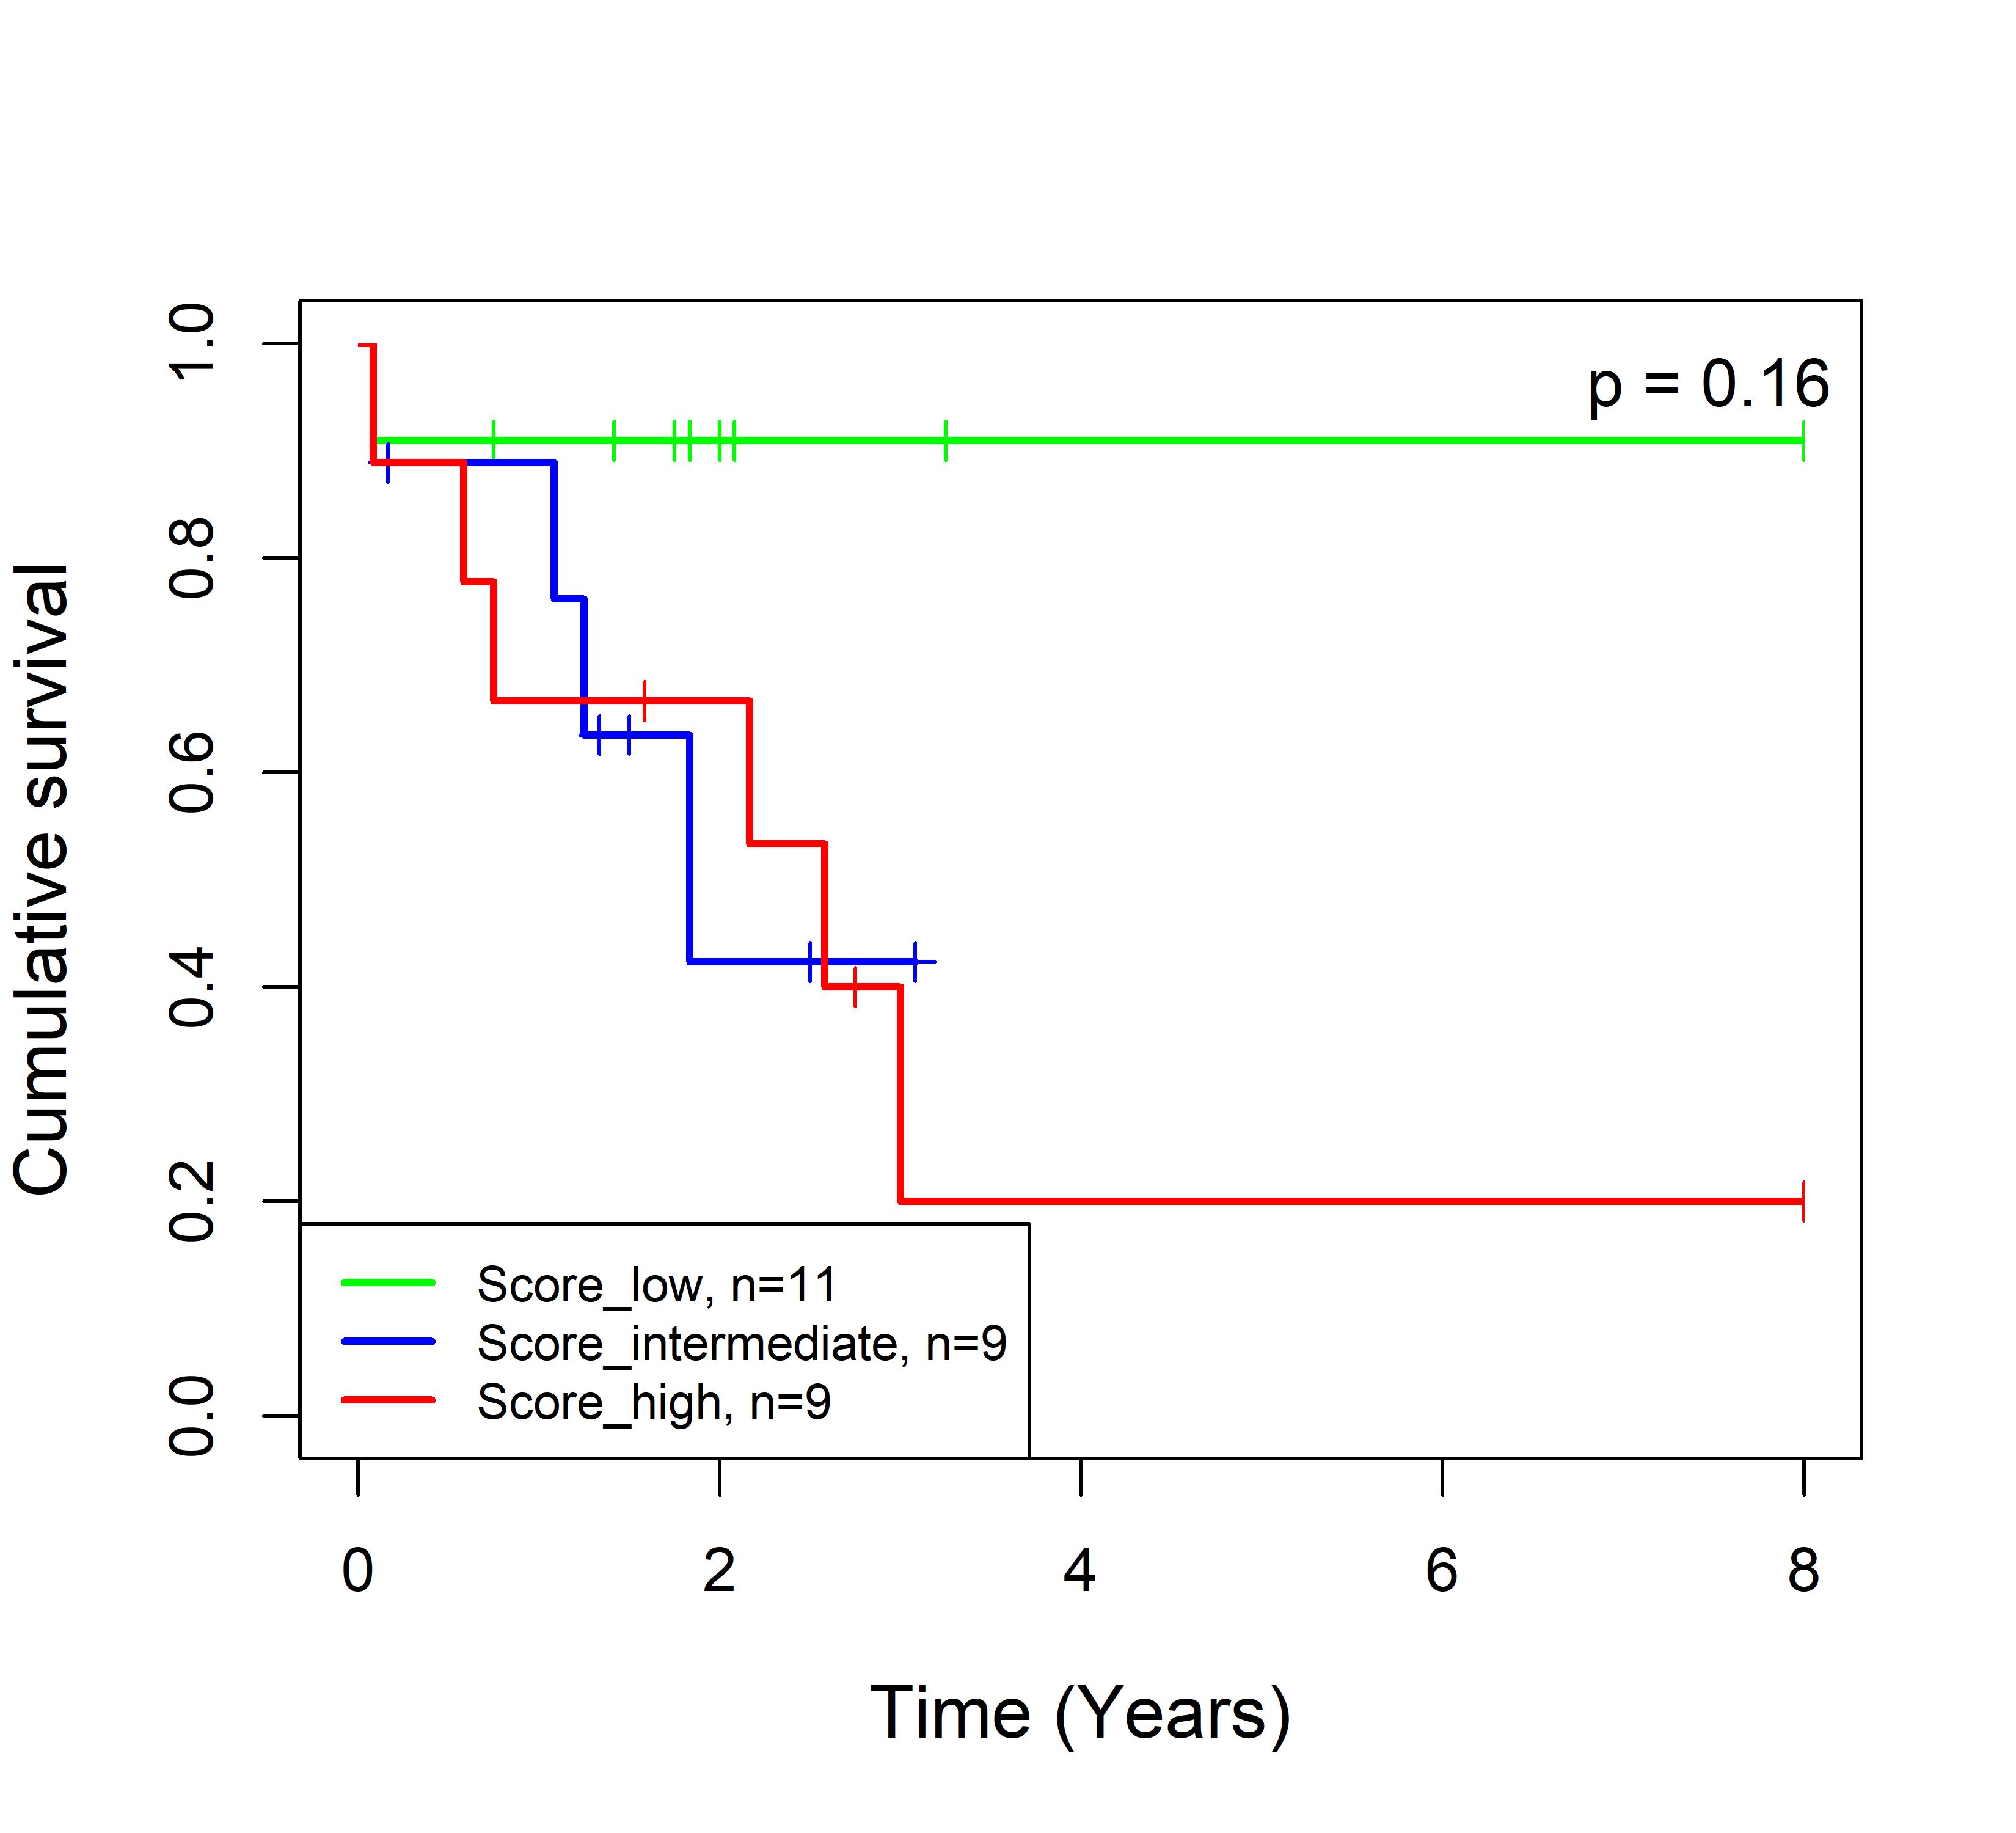 p = 0.16
Cumulative survival
1.0
0.8
0.6
0.4
0.2
0.0
Score_low, n=11
Score_intermediate, n=9
Score_high, n=9
0 2 4 6 8
Time (Years)